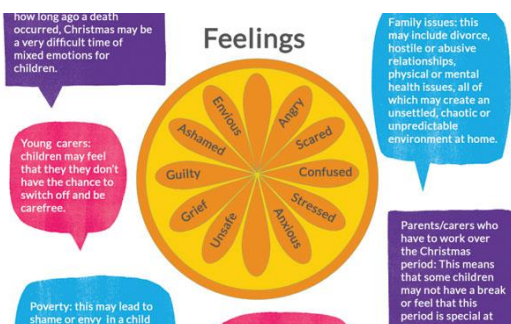 how long ago a death
occurred, Christmas may be
a very difficult time of
mixed emotions for
children.
Feelings
Family issues: this
may include divorce,
hostile or abusive
relationships,
physical or mental
health issues, all of
which may create an
unsettled, chaotic or
unpredictable
environment at home.
Envious
Angry
Ashamed
Scared
Guilty
Confused
Grief
Stressed
Unsafe
Anxious
Young carers:
children may feel
that they they don't
have the chance to
switch off and be
carefree.
Parents/carers who
have to work over
the Christmas
period: This means
that some children
may not have a break
or feel that this
period is special at
Poverty: this may lead to
shame or envy in a child